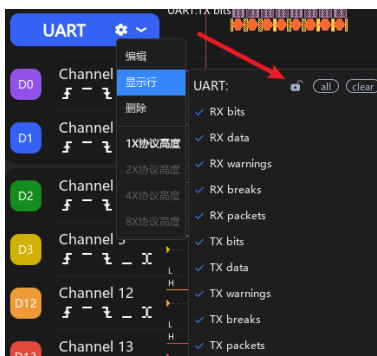 UART:TX bits
UART
编辑
显示行
删除
1X协议高度
2X协议高度
4X协议高度
8X协议高度
UART:
all
clear
RX bits
RX data
RX warnings
RX breaks
RX packets
TX bits
TX data
TX warnings
TX breaks
TX packets
D0
Channel
D1
Channel
D2
Channel
D3
Channel
L
H
D12
Channel 12
L
H
D13
Channel 13